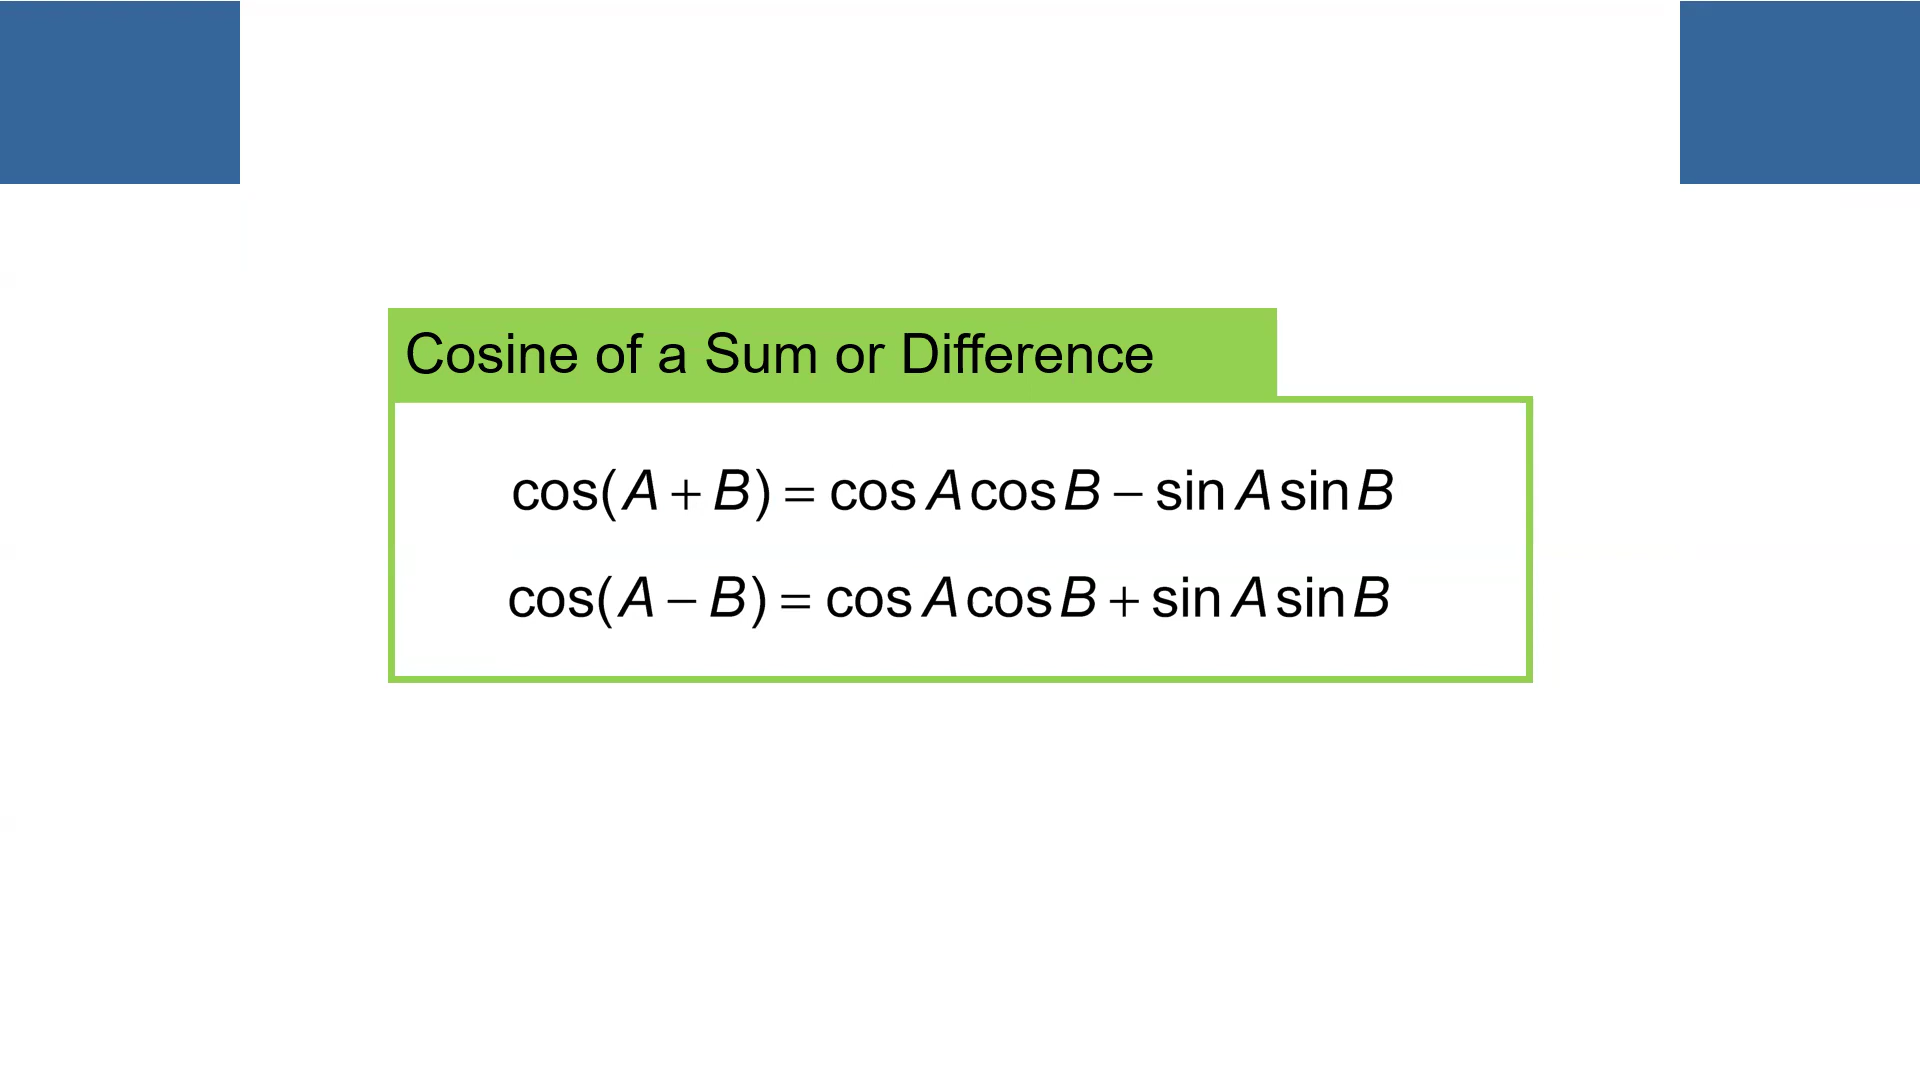 Cosine of a Sum or Difference
cos(A + B) = cos A cos B − sin A sin B
cos(A − B) = cos A cos B + sin A sin B